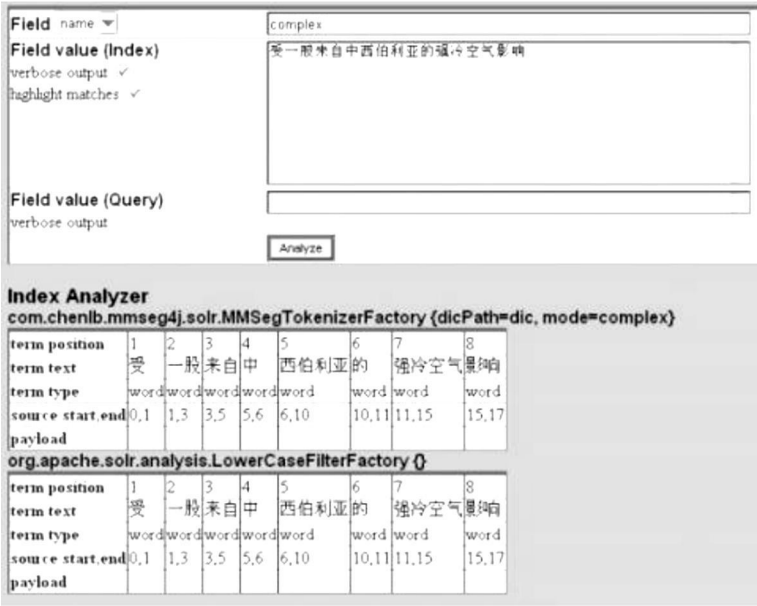 Field name
complex
Field value (Index)
verbose output ✓
highlight matches ✓
受一股来自中西伯利亚的强冷空气影响
Field value (Query)
verbose output
Analyze
Index Analyzer
com.chenlb.mmseg4j.solr.MMSegTokenizerFactory {dicPath=dic, mode=complex}
term position 1 2 3 4 5 6 7 8
term text 受 一股 来自 中 西伯利亚 的 强冷空气 影响
term type word word word word word word word word
source start,end 0,1 1,3 3,5 5,6 6,10 10,11 11,15 15,17
payload
org.apache.solr.analysis.LowerCaseFilterFactory {}
term position 1 2 3 4 5 6 7 8
term text 受 一股 来自 中 西伯利亚 的 强冷空气 影响
term type word word word word word word word word
source start,end 0,1 1,3 3,5 5,6 6,10 10,11 11,15 15,17
payload